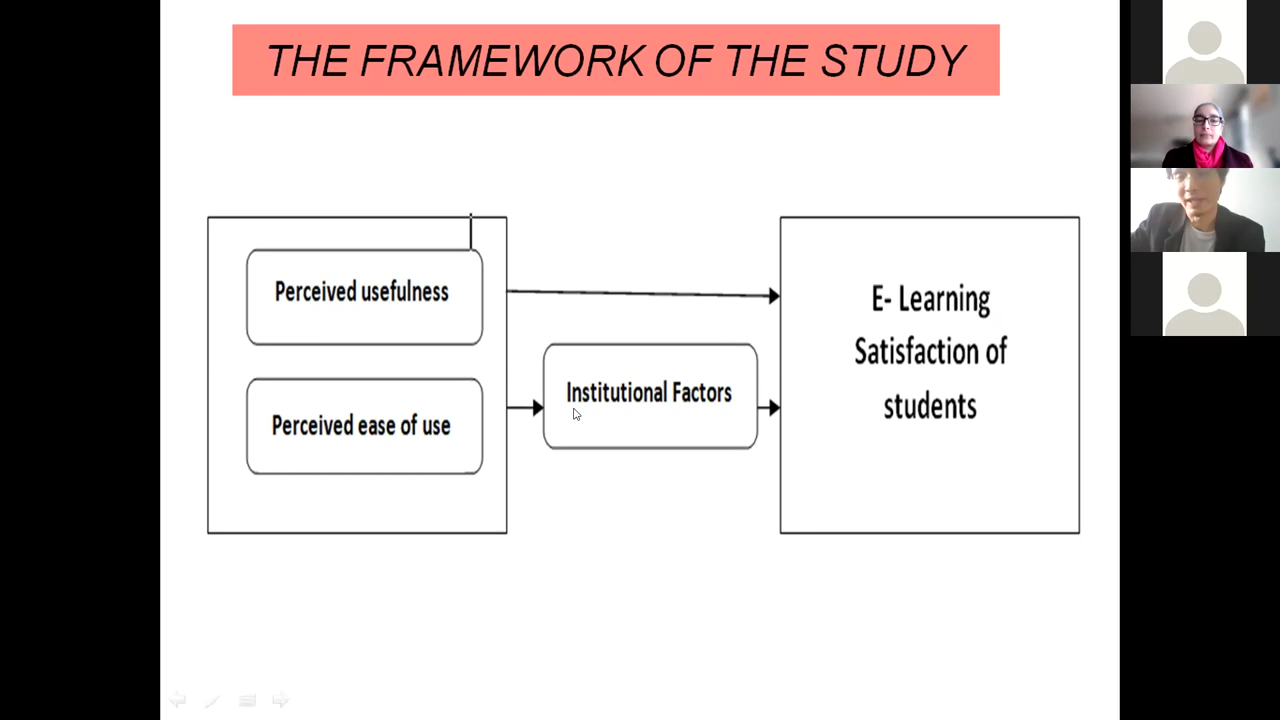 THE FRAMEWORK OF THE STUDY
Perceived usefulness
Perceived ease of use
Institutional Factors
E- Learning
Satisfaction of
students